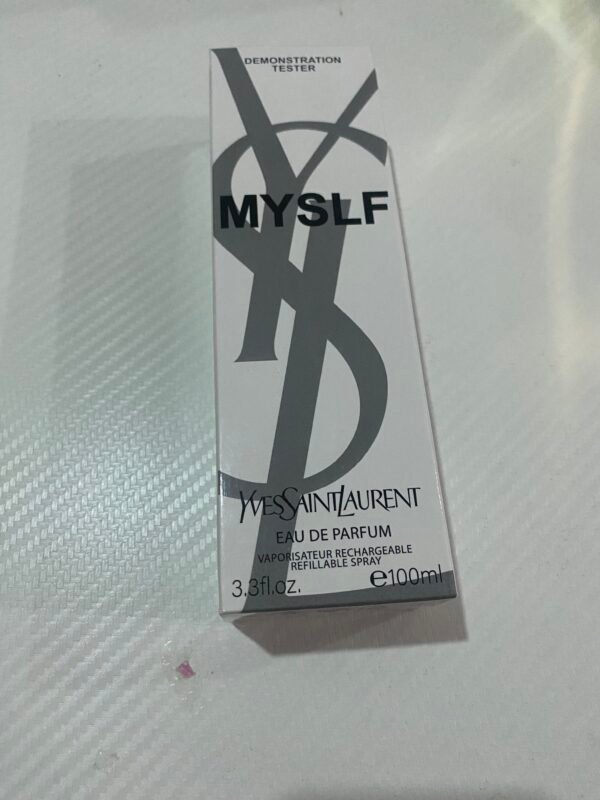 DEMONSTRATION
TESTER
MYSLF
YVESSAINTLAURENT
EAU DE PARFUM
VAPORISATEUR RECHARGEABLE
REFILLABLE SPRAY
3.3fl.oz. e100ml